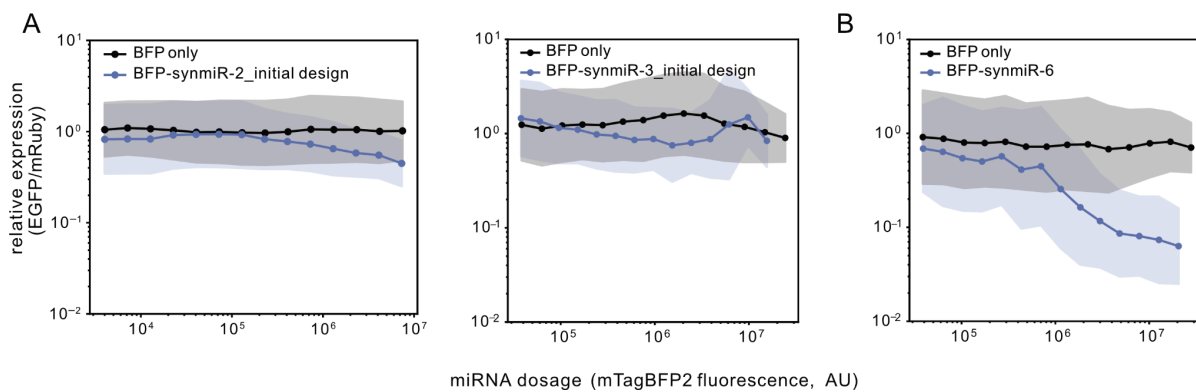 A
B
BFP only
BFP-synmiR-2_initial design
BFP only
BFP-synmiR-3_initial design
BFP only
BFP-synmiR-6
relative expression
(EGFP/mRuby)
10¹
10⁰
10⁻¹
10⁻²
10⁴
10⁵
10⁶
10⁷
10¹
10⁰
10⁻¹
10⁻²
10⁵
10⁶
10⁷
10¹
10⁰
10⁻¹
10⁻²
10⁵
10⁶
10⁷
miRNA dosage (mTagBFP2 fluorescence, AU)